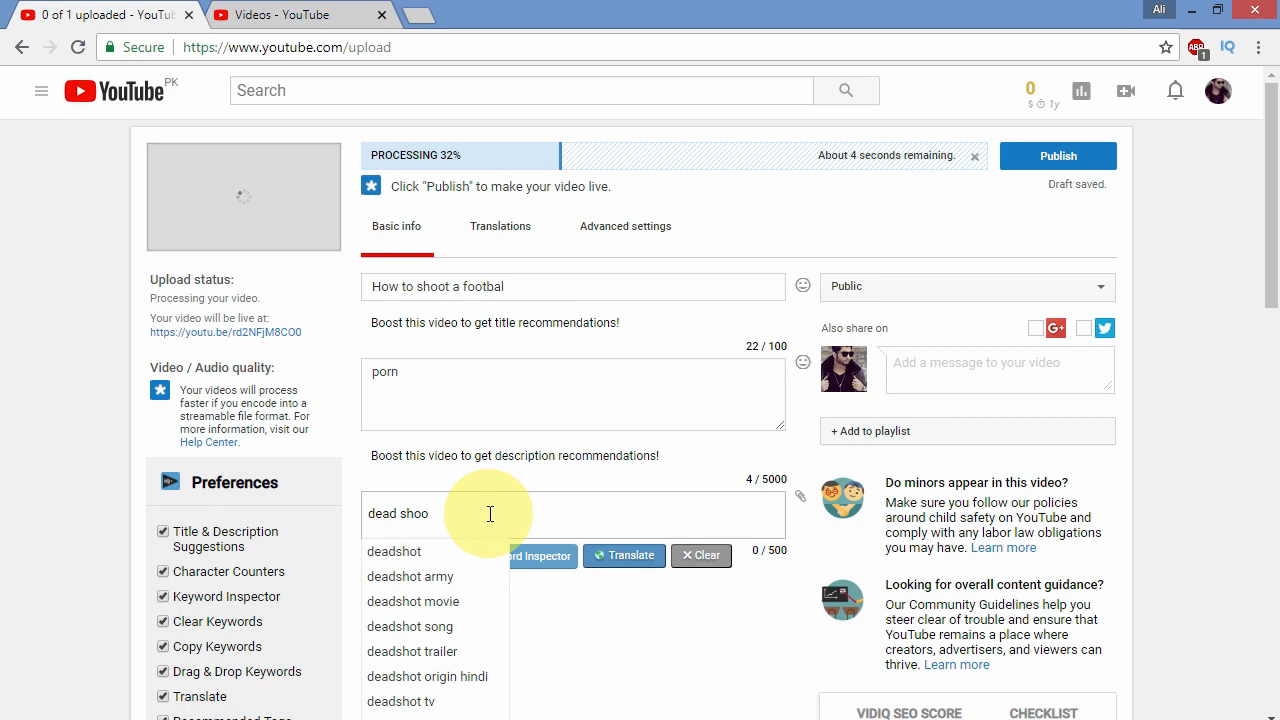 0 of 1 uploaded - YouTu
Videos - YouTube
Ali
Secure
https://www.youtube.com/upload
ABP
1
IQ
YouTube
PK
Search
0
$ 1y
PROCESSING 32%
About 4 seconds remaining.
Publish
Click "Publish" to make your video live.
Draft saved.
Basic info
Translations
Advanced settings
Upload status:
Processing your video.
Your video will be live at:
https://youtu.be/rd2NFjM8CO0
Video / Audio quality:
Your videos will process
faster if you encode into a
streamable file format. For
more information, visit our
Help Center.
Preferences
Title & Description
Suggestions
Character Counters
Keyword Inspector
Clear Keywords
Copy Keywords
Drag & Drop Keywords
Translate
How to shoot a footbal
Boost this video to get title recommendations!
22 / 100
porn
Boost this video to get description recommendations!
4 / 5000
dead shoo
deadshot
deadshot army
deadshot movie
deadshot song
deadshot trailer
deadshot origin hindi
deadshot tv
ord Inspector
Translate
Clear
0 / 500
Public
Also share on
G+
Add a message to your video
+ Add to playlist
Do minors appear in this video?
Make sure you follow our policies
around child safety on YouTube and
comply with any labor law obligations
you may have. Learn more
Looking for overall content guidance?
Our Community Guidelines help you
steer clear of trouble and ensure that
YouTube remains a place where
creators, advertisers, and viewers can
thrive. Learn more
VIDIQ SEO SCORE
CHECKLIST